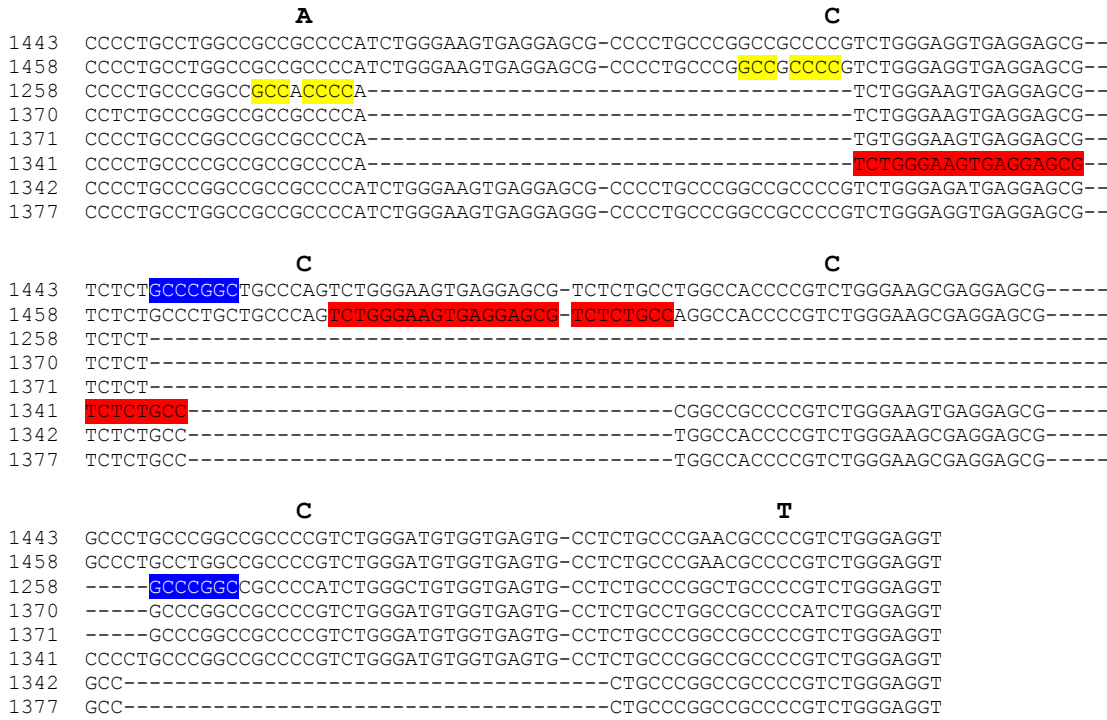 A C
1443 CCCCTGCCTGGCCGCCGCCCCATCTGGGAAGTGAGGAGCG-CCCCTGCCCGGCCGCCCCGTCTGGGAGGTGAGGAGCG--
1458 CCCCTGCCTGGCCGCCGCCCCATCTGGGAAGTGAGGAGCG-CCCCTGCCCGGCCGCCCCGTCTGGGAGGTGAGGAGCG--
1258 CCCCTGCCCGGCCGCCACCCCA--------------------------------------TCTGGGAAGTGAGGAGCG--
1370 CCTCTGCCCGGCCGCCGCCCCA--------------------------------------TCTGGGAAGTGAGGAGCG--
1371 CCCCTGCCCGGCCGCCGCCCCA--------------------------------------TGTGGGAAGTGAGGAGCG--
1341 CCCCTGCCCCGCCGCCGCCCCA--------------------------------------TCTGGGAAGTGAGGAGCG--
1342 CCCCTGCCCGGCCGCCGCCCCATCTGGGAAGTGAGGAGCG-CCCCTGCCCGGCCGCCCCGTCTGGGAGATGAGGAGCG--
1377 CCCCTGCCTGGCCGCCGCCCCATCTGGGAAGTGAGGAGGG-CCCCTGCCCGGCCGCCCCGTCTGGGAGGTGAGGAGCG--
C C
1443 TCTCTGCCCGGCTGCCCAGTCTGGGAAGTGAGGAGCG-TCTCTGCCTGGCCACCCCGTCTGGGAAGCGAGGAGCG-----
1458 TCTCTGCCCTGCTGCCCAGTCTGGGAAGTGAGGAGCG-TCTCTGCCAGGCCACCCCGTCTGGGAAGCGAGGAGCG-----
1258 TCTCT---------------------------------------------------------------------------
1370 TCTCT---------------------------------------------------------------------------
1371 TCTCT---------------------------------------------------------------------------
1341 TCTCTGCC--------------------------------------CGGCCGCCCCGTCTGGGAAGTGAGGAGCG-----
1342 TCTCTGCC--------------------------------------TGGCCACCCCGTCTGGGAAGCGAGGAGCG-----
1377 TCTCTGCC--------------------------------------TGGCCACCCCGTCTGGGAAGCGAGGAGCG-----
C T
1443 GCCCTGCCCGGCCGCCCCGTCTGGGATGTGGTGAGTG-CCTCTGCCCGAACGCCCCGTCTGGGAGGT
1458 GCCCTGCCTGGCCGCCCCGTCTGGGATGTGGTGAGTG-CCTCTGCCCGAACGCCCCGTCTGGGAGGT
1258 -----GCCCGGCCGCCCCATCTGGGCTGTGGTGAGTG-CCTCTGCCCGGCTGCCCCGTCTGGGAGGT
1370 -----GCCCGGCCGCCCCGTCTGGGATGTGGTGAGTG-CCTCTGCCTGGCCGCCCCATCTGGGAGGT
1371 -----GCCCGGCCGCCCCGTCTGGGATGTGGTGAGTG-CCTCTGCCCGGCCGCCCCGTCTGGGAGGT
1341 CCCCTGCCCGGCCGCCCCGTCTGGGATGTGGTGAGTG-CCTCTGCCCGGCCGCCCCGTCTGGGAGGT
1342 GCC--------------------------------------CTGCCCGGCCGCCCCGTCTGGGAGGT
1377 GCC--------------------------------------CTGCCCGGCCGCCCCGTCTGGGAGGT